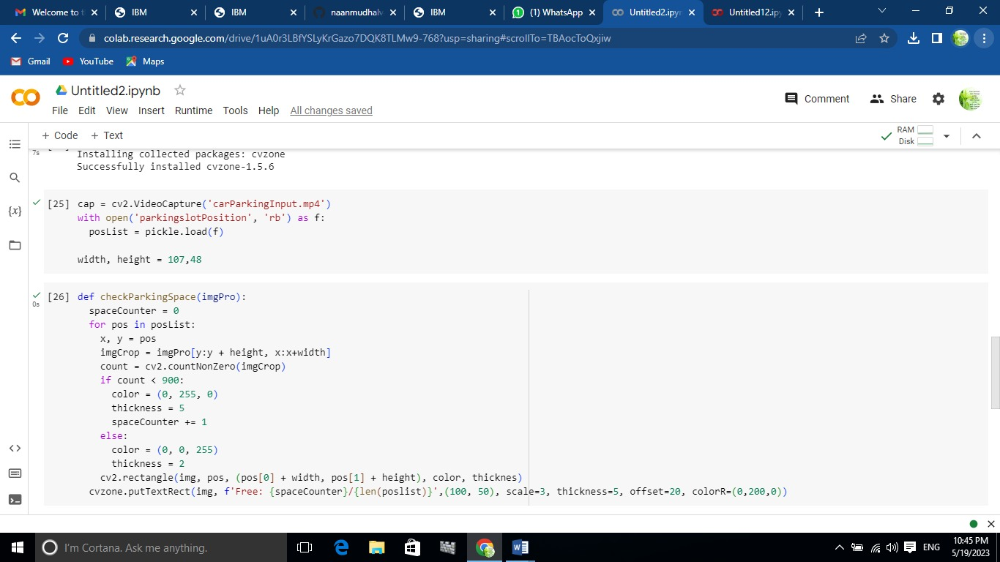 Welcome to t
IBM
IBM
naanmudhalv
IBM
(1) WhatsApp
Untitled2.ipyn
Untitled12.ip
colab.research.google.com/drive/1uA0r3LBfYSLyKrGazo7DQK8TLMw9-768?usp=sharing#scrollTo=TBAocToQxjiw
Gmail YouTube Maps
Untitled2.ipynb
Comment Share
File Edit View Insert Runtime Tools Help All changes saved
+ Code + Text
RAM
Disk
7s
Installing collected packages: cvzone
Successfully installed cvzone-1.5.6
[25] cap = cv2.VideoCapture('carParkingInput.mp4')
with open('parkingslotPosition', 'rb') as f:
posList = pickle.load(f)
width, height = 107,48
[26] def checkParkingSpace(imgPro):
0s
spaceCounter = 0
for pos in posList:
x, y = pos
imgCrop = imgPro[y:y + height, x:x+width]
count = cv2.countNonZero(imgCrop)
if count < 900:
color = (0, 255, 0)
thickness = 5
spaceCounter += 1
else:
color = (0, 0, 255)
thickness = 2
cv2.rectangle(img, pos, (pos[0] + width, pos[1] + height), color, thicknes)
cvzone.putTextRect(img, f'Free: {spaceCounter}/{len(poslist)}',(100, 50), scale=3, thickness=5, offset=20, colorR=(0,200,0))
I'm Cortana. Ask me anything.
ENG
10:45 PM
5/19/2023